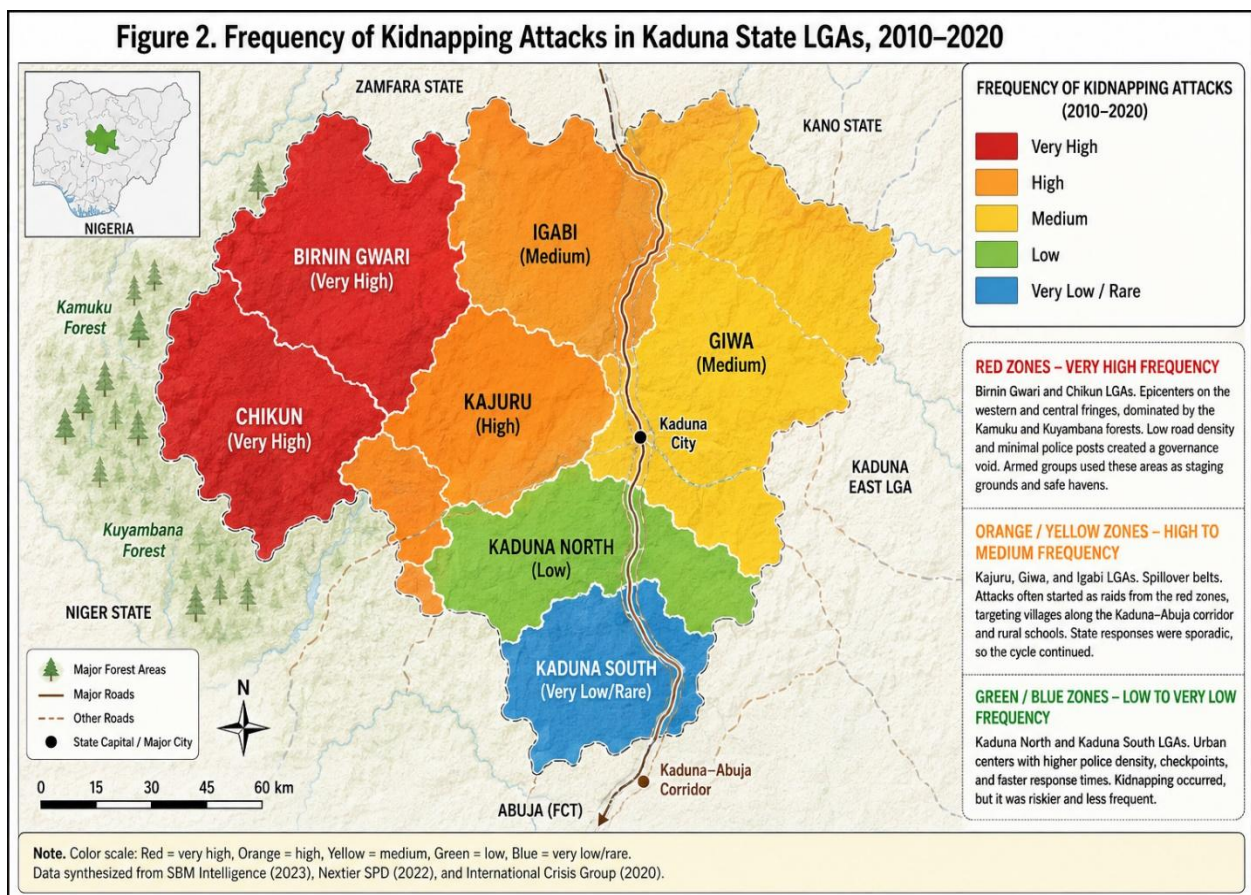 Figure 2. Frequency of Kidnapping Attacks in Kaduna State LGAs, 2010–2020
NIGERIA
ZAMFARA STATE
KANO STATE
BIRNIN GWARI
(Very High)
IGABI
(Medium)
Kamuku
Forest
GIWA
(Medium)
CHIKUN
(Very High)
KAJURU
(High)
Kaduna
City
KADUNA
EAST LGA
Kuyambana
Forest
KADUNA NORTH
(Low)
NIGER STATE
KADUNA SOUTH
(Very Low/Rare)
Kaduna–Abuja
Corridor
ABUJA (FCT)
Major Forest Areas
Major Roads
Other Roads
State Capital / Major City
N
0 15 30 45 60 km
FREQUENCY OF KIDNAPPING ATTACKS
(2010–2020)
Very High
High
Medium
Low
Very Low / Rare
RED ZONES – VERY HIGH FREQUENCY
Birnin Gwari and Chikun LGAs. Epicenters on the
western and central fringes, dominated by the
Kamuku and Kuyambana forests. Low road density
and minimal police posts created a governance
void. Armed groups used these areas as staging
grounds and safe havens.
ORANGE / YELLOW ZONES – HIGH TO
MEDIUM FREQUENCY
Kajuru, Giwa, and Igabi LGAs. Spillover belts.
Attacks often started as raids from the red zones,
targeting villages along the Kaduna–Abuja corridor
and rural schools. State responses were sporadic,
so the cycle continued.
GREEN / BLUE ZONES – LOW TO VERY LOW
FREQUENCY
Kaduna North and Kaduna South LGAs. Urban
centers with higher police density, checkpoints,
and faster response times. Kidnapping occurred,
but it was riskier and less frequent.
Note. Color scale: Red = very high, Orange = high, Yellow = medium, Green = low, Blue = very low/rare.
Data synthesized from SBM Intelligence (2023), Nextier SPD (2022), and International Crisis Group (2020).